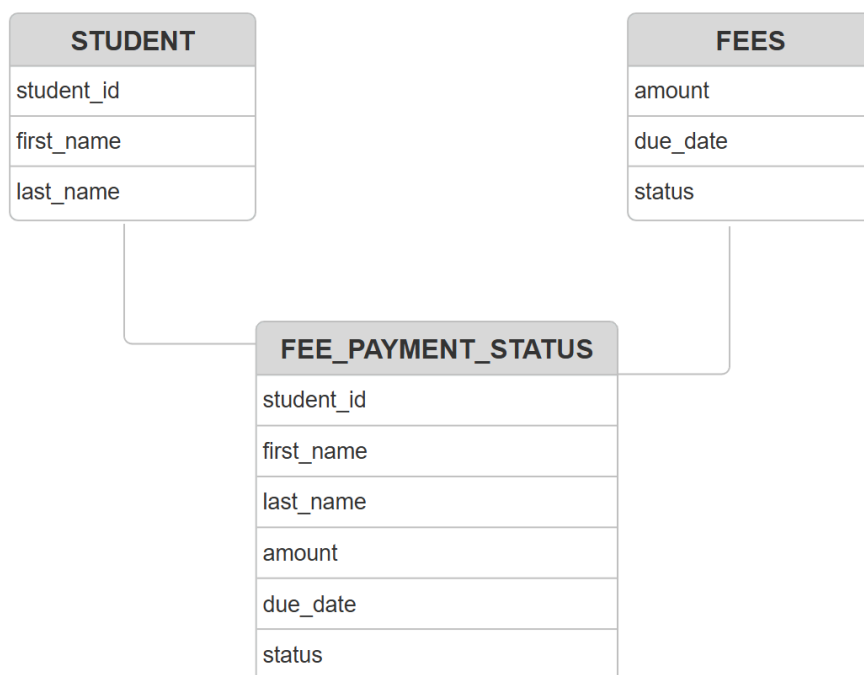 STUDENT
student_id
first_name
last_name
FEES
amount
due_date
status
FEE_PAYMENT_STATUS
student_id
first_name
last_name
amount
due_date
status